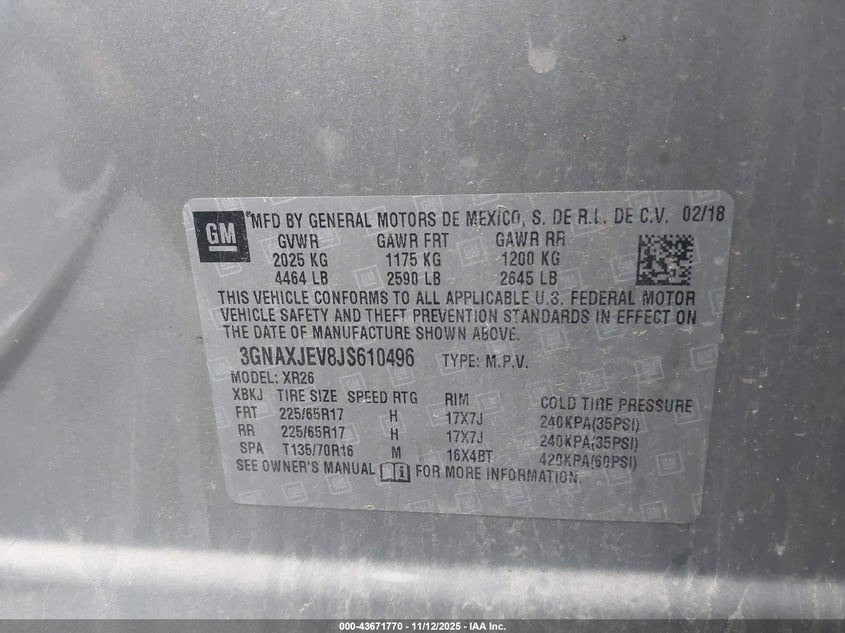 GM
MFD BY GENERAL MOTORS DE MEXICO, S. DE R.L. DE C.V. 02/18
GVWR GAWR FRT GAWR RR
2025 KG 1175 KG 1200 KG
4464 LB 2590 LB 2645 LB
THIS VEHICLE CONFORMS TO ALL APPLICABLE U.S. FEDERAL MOTOR
VEHICLE SAFETY AND THEFT PREVENTION STANDARDS IN EFFECT ON
THE DATE OF MANUFACTURE SHOWN ABOVE.
3GNAXJEV8JS610496 TYPE: M.P.V.
MODEL: XR26
XBKJ TIRE SIZE SPEED RTG RIM COLD TIRE PRESSURE
FRT 225/65R17 H 17X7J 240KPA(35PSI)
RR 225/65R17 H 17X7J 240KPA(35PSI)
SPA T135/70R16 M 16X4BT 420KPA(60PSI)
SEE OWNER'S MANUAL FOR MORE INFORMATION.
000-43671770 - 11/12/2025 - IAA Inc.